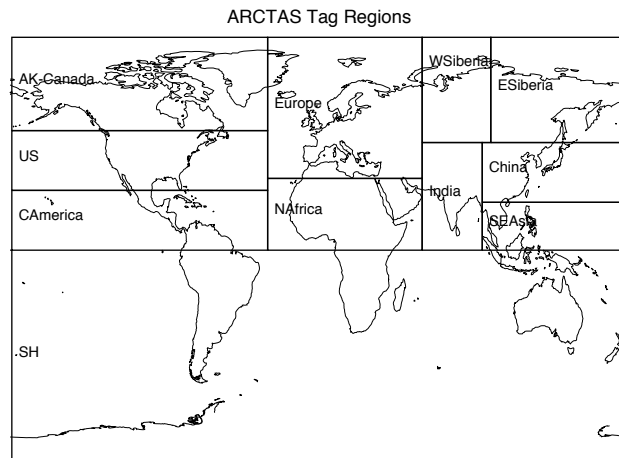 ARCTAS Tag Regions
WSiberia
AK-Canada
ESiberia
Europe
US
China
India
CAmerica
NAfrica
SEAsia
SH